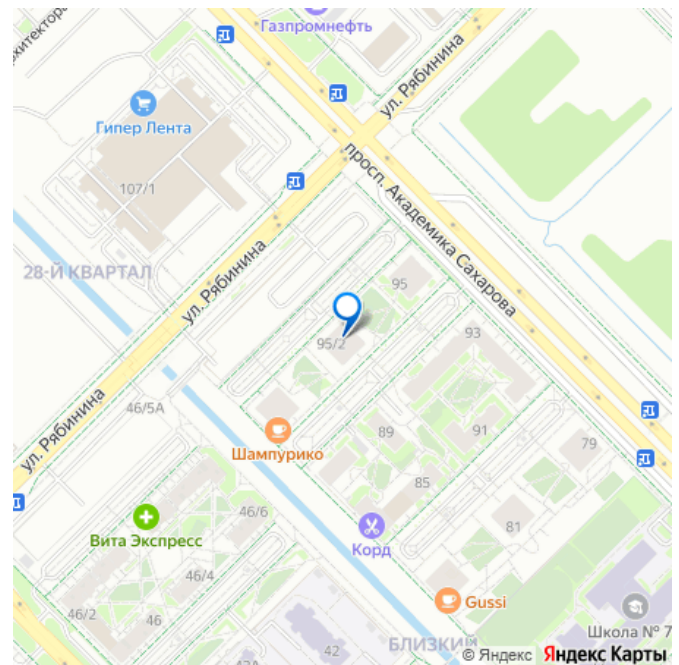 Газпромнефть
ул. Рябинина
Гипер Лента
107/1
просп. Академика Сахарова
28-Й КВАРТАЛ
ул. Рябинина
95
95/2
93
46/5А
89
91
79
Шампурико
ул. Рябинина
85
Вита Экспресс
46/6
Корд
81
46/4
Gussi
46/2
46
42
БЛИЗКИЙ
Школа № 7
© Яндекс Яндекс Карты